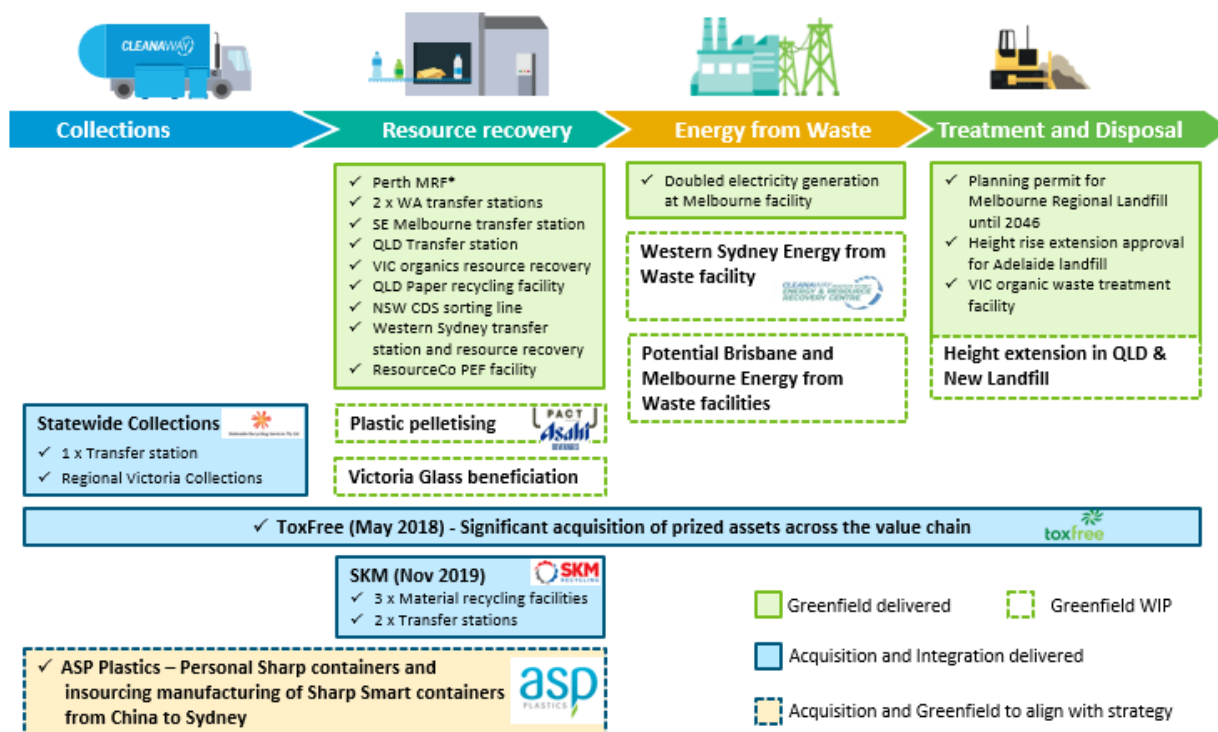 CLEANAWAY
Collections
Resource recovery
Energy from Waste
Treatment and Disposal
✓ Perth MRF*
✓ 2 x WA transfer stations
✓ SE Melbourne transfer station
✓ QLD Transfer station
✓ VIC organics resource recovery
✓ QLD Paper recycling facility
✓ NSW CDS sorting line
✓ Western Sydney transfer
station and resource recovery
✓ ResourceCo PEF facility
✓ Doubled electricity generation
at Melbourne facility
Western Sydney Energy from
Waste facility
CLEANAWAY
ENERGY & RESOURCE
RECOVERY CENTRE
Potential Brisbane and
Melbourne Energy from
Waste facilities
✓ Planning permit for
Melbourne Regional Landfill
until 2046
✓ Height rise extension approval
for Adelaide landfill
✓ VIC organic waste treatment
facility
Height extension in QLD &
New Landfill
Statewide Collections
✓ 1 x Transfer station
✓ Regional Victoria Collections
Plastic pelletising
PACT
Asahi
BEVERAGES
Victoria Glass beneficiation
✓ ToxFree (May 2018) - Significant acquisition of prized assets across the value chain
toxfree
SKM (Nov 2019)
SKM
RECYCLING
✓ 3 x Material recycling facilities
✓ 2 x Transfer stations
✓ ASP Plastics – Personal Sharp containers and
insourcing manufacturing of Sharp Smart containers
from China to Sydney
asp
PLASTICS
Greenfield delivered
Greenfield WIP
Acquisition and Integration delivered
Acquisition and Greenfield to align with strategy